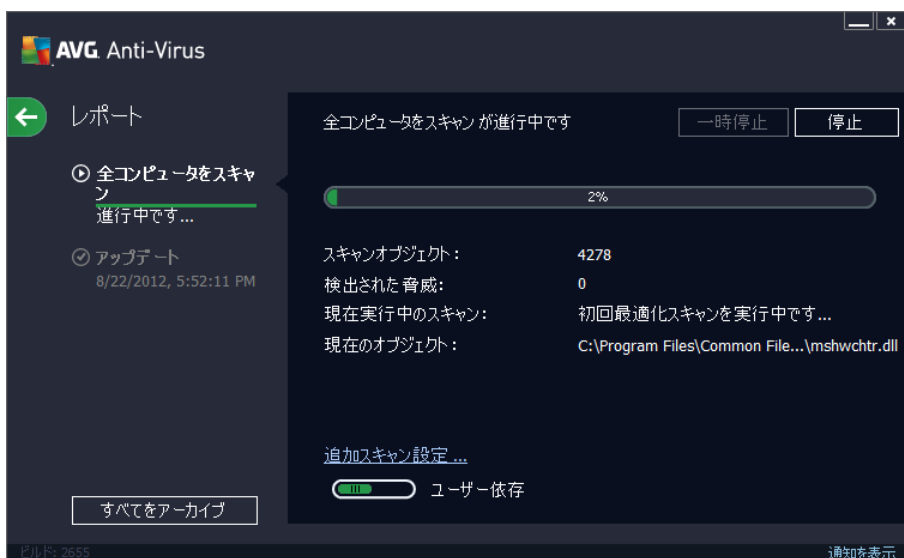 AVG. Anti-Virus
レポート
全コンピュータをスキャ
ン
進行中です...
アップデート
8/22/2012, 5:52:11 PM
すべてをアーカイブ
全コンピュータをスキャン が進行中です
一時停止
停止
2%
スキャンオブジェクト: 4278
検出された脅威: 0
現在実行中のスキャン: 初回最適化スキャンを実行中です...
現在のオブジェクト: C:\Program Files\Common File...\mshwchtr.dll
追加スキャン設定 ...
ユーザー依存
ビルド: 2655
通知を表示